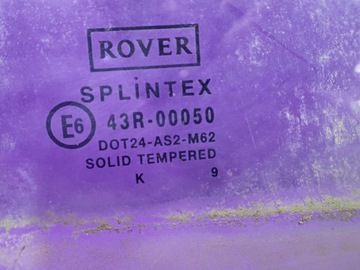 ROVER
SPLINTEX
E6 43R-00050
DOT24-AS2-M62
SOLID TEMPERED
K 9